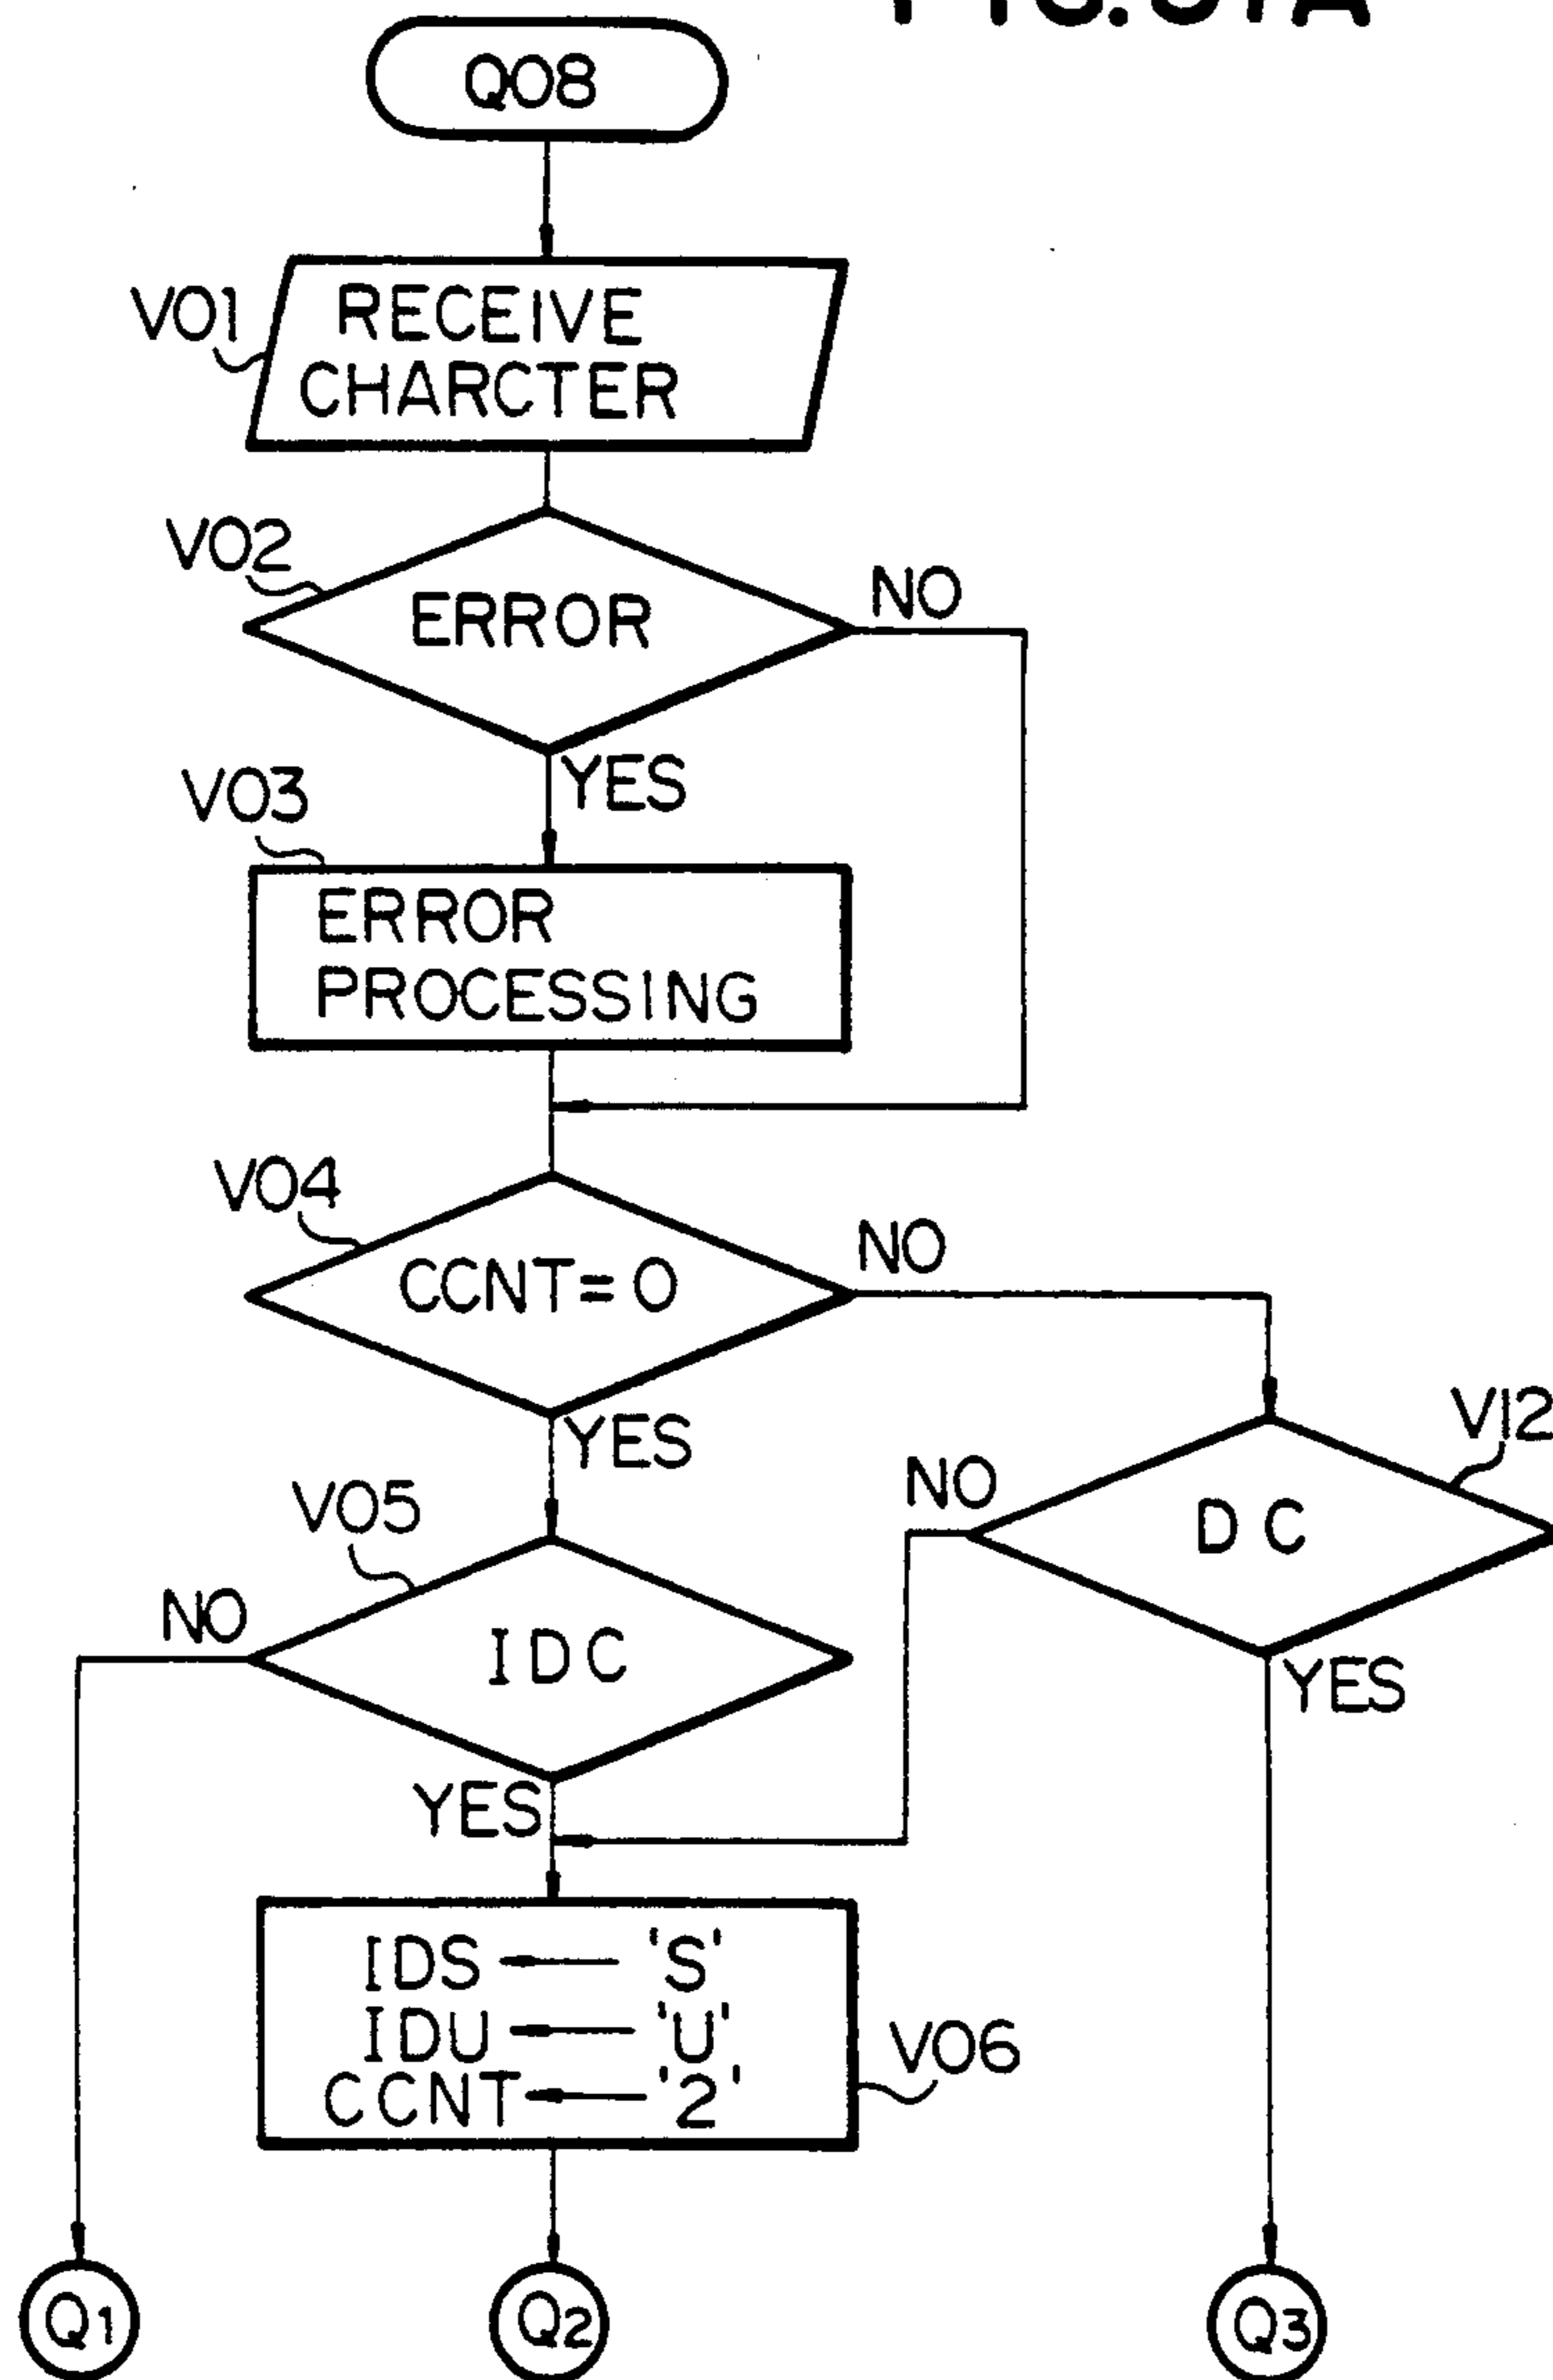 Q08
V01
RECEIVE
CHARCTER
V02
ERROR
NO
YES
V03
ERROR
PROCESSING
V04
CCNT=0
NO
YES
V12
NO
DC
V05
NO
IDC
YES
YES
IDS ← 'S'
IDU ← 'U'
CCNT ← '2'
V06
Q1
Q2
Q3